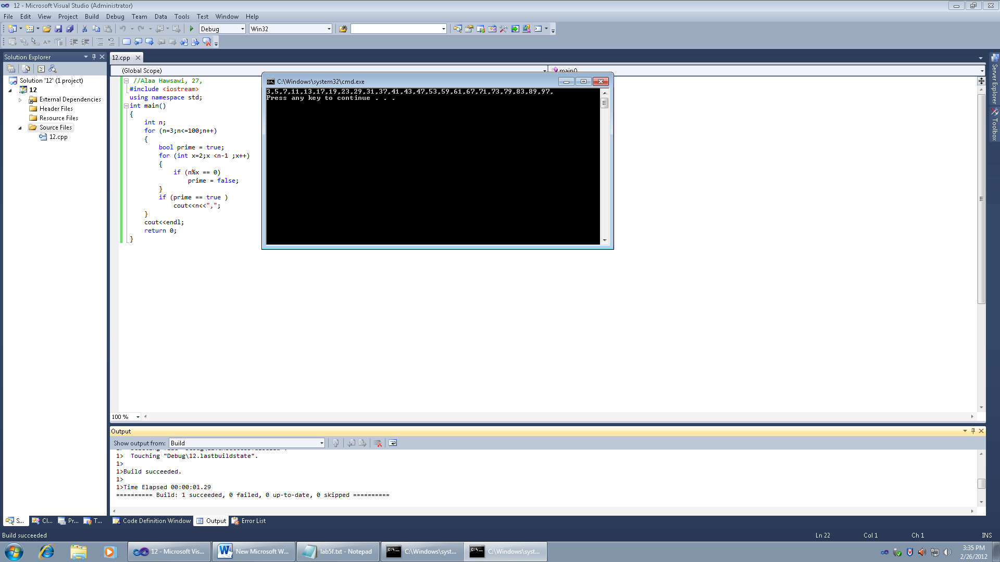 12 - Microsoft Visual Studio (Administrator)
File Edit View Project Build Debug Team Data Tools Test Window Help
Debug Win32
Solution Explorer
12.cpp
(Global Scope)
main()
Solution '12' (1 project)
12
External Dependencies
Header Files
Resource Files
Source Files
12.cpp
//Alaa Hawsawi, 27,
#include <iostream>
using namespace std;
int main()
{
int n;
for (n=3;n<=100;n++)
{
bool prime = true;
for (int x=2;x <n-1 ;x++)
{
if (n%x == 0)
prime = false;
}
if (prime == true )
cout<<n<<",";
}
cout<<endl;
return 0;
}
C:\Windows\system32\cmd.exe
3,5,7,11,13,17,19,23,29,31,37,41,43,47,53,59,61,67,71,73,79,83,89,97,
Press any key to continue . . .
Server Explorer
Toolbox
100 %
Output
Show output from: Build
1>  Touching "Debug\12.lastbuildstate".
1>
1>Build succeeded.
1>
1>Time Elapsed 00:00:01.29
========== Build: 1 succeeded, 0 failed, 0 up-to-date, 0 skipped ==========
S... Cl... Pr... T... Code Definition Window Output Error List
Build succeeded Ln 22 Col 1 Ch 1 INS
12 - Microsoft Vis... New Microsoft W... lab5f.txt - Notepad C:\Windows\syst... C:\Windows\syst...
3:35 PM
2/26/2012